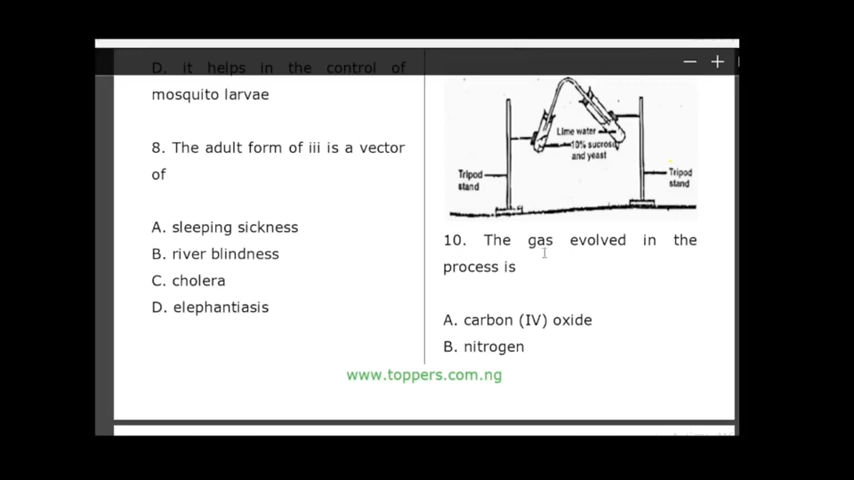 D. it helps in the control of
mosquito larvae
8. The adult form of iii is a vector
of
A. sleeping sickness
B. river blindness
C. cholera
D. elephantiasis
Lime water
10% sucrose
and yeast
Tripod
stand
Tripod
stand
10. The gas evolved in the
process is
A. carbon (IV) oxide
B. nitrogen
www.toppers.com.ng